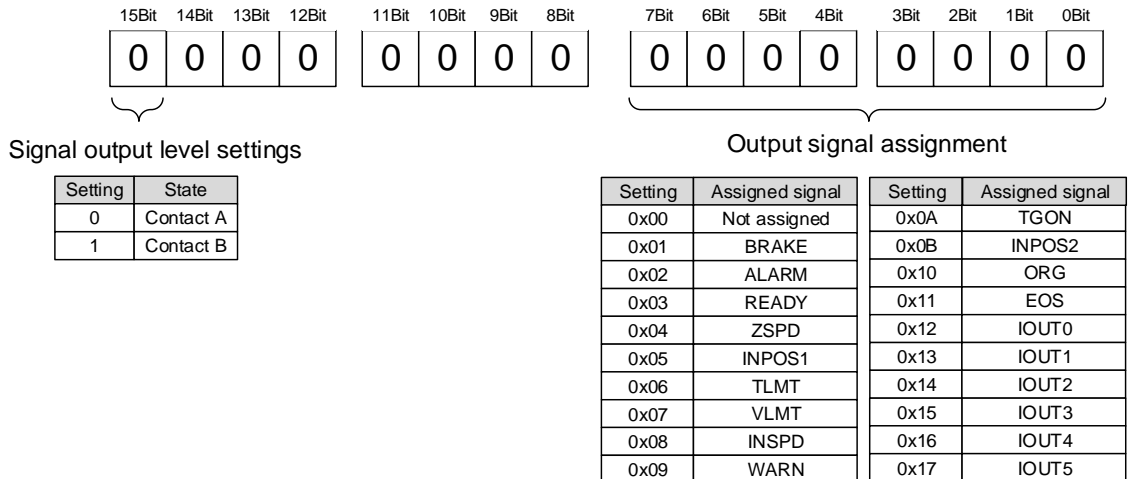 15Bit 14Bit 13Bit 12Bit 11Bit 10Bit 9Bit 8Bit 7Bit 6Bit 5Bit 4Bit 3Bit 2Bit 1Bit 0Bit
0 0 0 0 0 0 0 0 0 0 0 0 0 0 0 0
Signal output level settings
Setting State
0 Contact A
1 Contact B
Output signal assignment
Setting Assigned signal Setting Assigned signal
0x00 Not assigned 0x0A TGON
0x01 BRAKE 0x0B INPOS2
0x02 ALARM 0x10 ORG
0x03 READY 0x11 EOS
0x04 ZSPD 0x12 IOUT0
0x05 INPOS1 0x13 IOUT1
0x06 TLMT 0x14 IOUT2
0x07 VLMT 0x15 IOUT3
0x08 INSPD 0x16 IOUT4
0x09 WARN 0x17 IOUT5